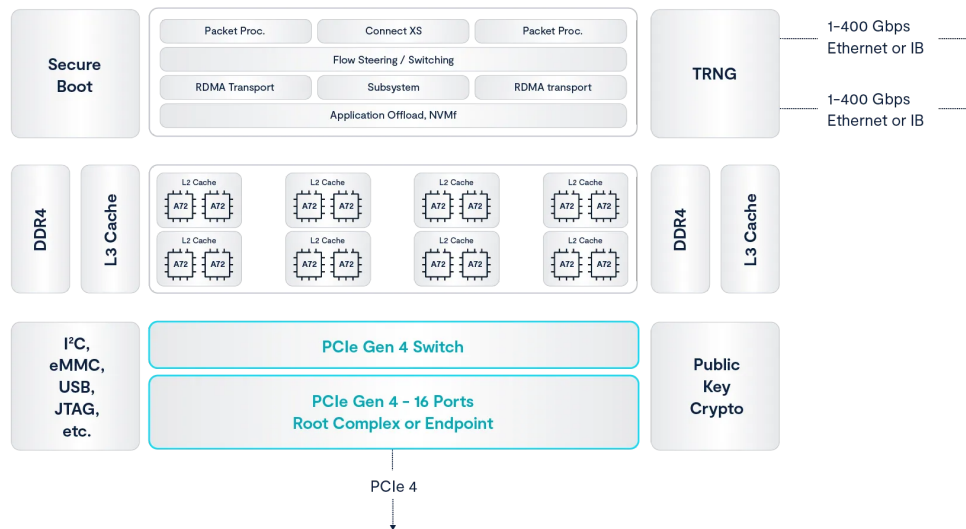 Secure
Boot
Packet Proc.
Connect XS
Packet Proc.
Flow Steering / Switching
RDMA Transport
Subsystem
RDMA transport
Application Offload, NVMf
TRNG
1-400 Gbps
Ethernet or IB
1-400 Gbps
Ethernet or IB
DDR4
L3 Cache
L2 Cache
L2 Cache
L2 Cache
L2 Cache
A72 A72
A72 A72
A72 A72
A72 A72
L2 Cache
L2 Cache
L2 Cache
L2 Cache
A72 A72
A72 A72
A72 A72
A72 A72
DDR4
L3 Cache
I²C,
eMMC,
USB,
JTAG,
etc.
PCIe Gen 4 Switch
PCIe Gen 4 - 16 Ports
Root Complex or Endpoint
Public
Key
Crypto
PCIe 4